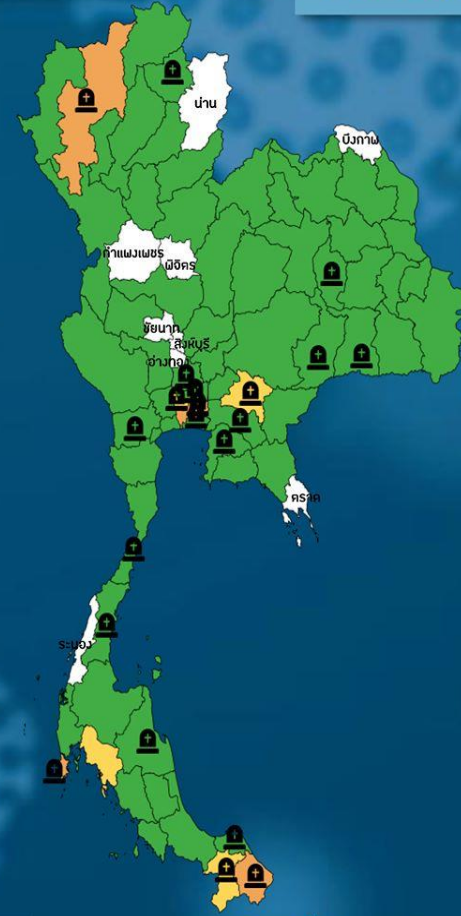 น่าน
บึงกาฬ
กำแพงเพชร
พิจิตร
ชัยนาท
สิงห์บุรี
อ่างทอง
ตราด
ระนอง